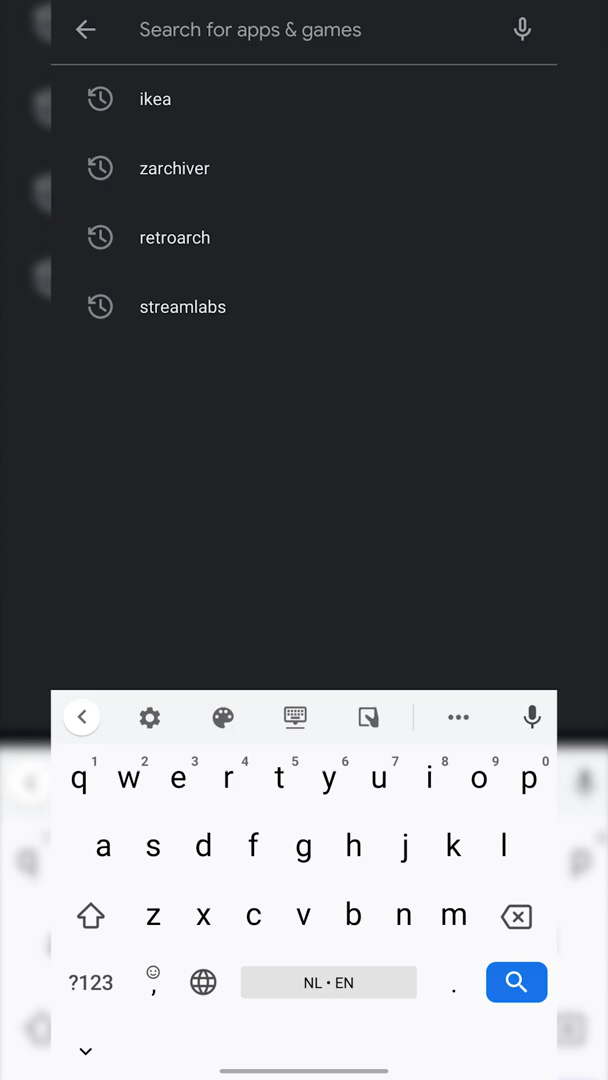 Search for apps & games
ikea
zarchiver
retroarch
streamlabs
1 2 3 4 5 6 7 8 9 0
q w e r t y u i o p
a s d f g h j k l
z x c v b n m
?123 , NL • EN .